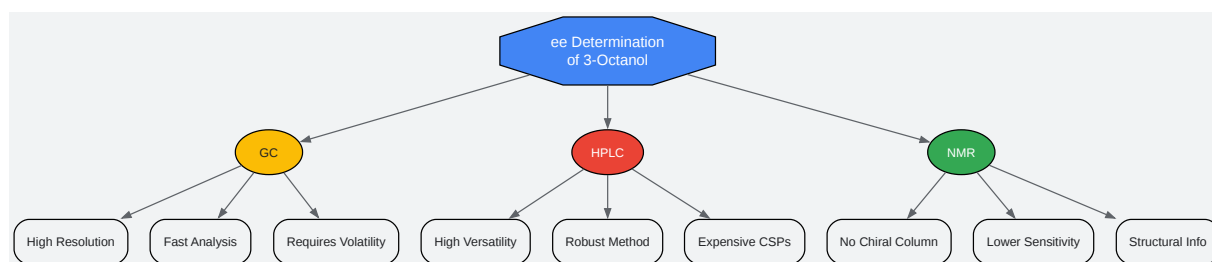 ee Determination
of 3-Octanol
GC
HPLC
NMR
High Resolution
Fast Analysis
Requires Volatility
High Versatility
Robust Method
Expensive CSPs
No Chiral Column
Lower Sensitivity
Structural Info